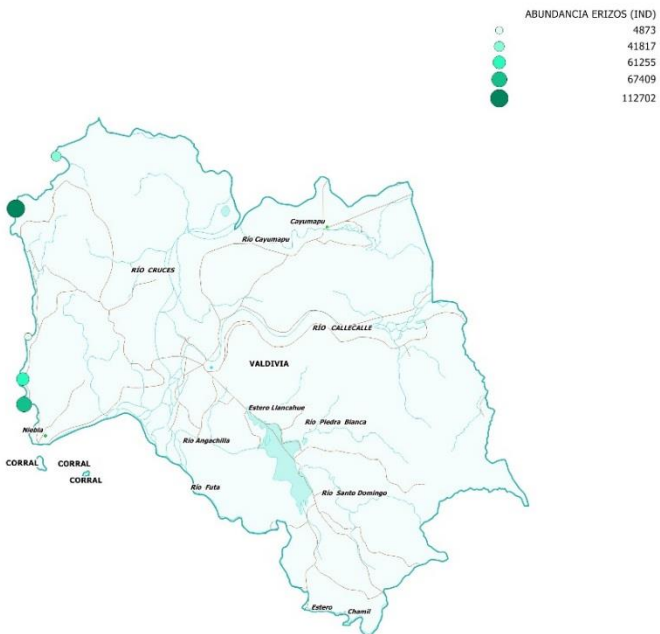 ABUNDANCIA ERIZOS (IND)
4873
41817
61255
67409
112702
Cayumapu
Río Cayumapu
RÍO CRUCES
RÍO CALLECALLE
VALDIVIA
Estero Llancahue
Río Piedra Blanca
Niebla
Río Angachilla
CORRAL
CORRAL
CORRAL
Río Futa
Río Santo Domingo
Estero Chamil